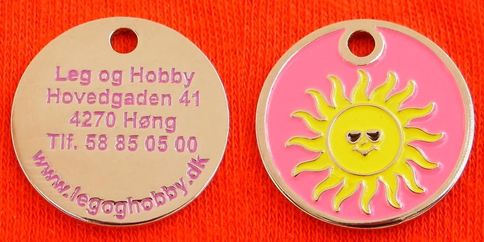 Leg og Hobby
Hovedgaden 41
4270 Høng
Tlf. 58 85 05 00
www.legoghobby.dk